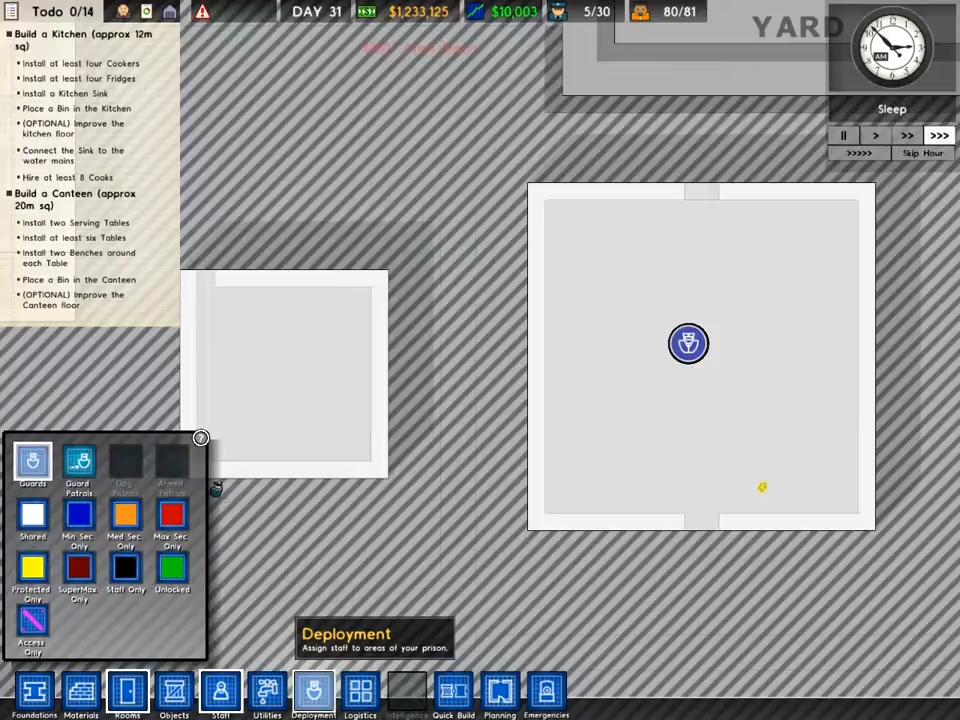 Todo 0/14
DAY 31
$1,233,125
$10,003
5/30
80/81
YARD
AM
Sleep
Skip Hour
Build a Kitchen (approx 12m
sq)
Install at least four Cookers
Install at least four Fridges
Install a Kitchen Sink
Place a Bin in the Kitchen
(OPTIONAL) Improve the
kitchen floor
Connect the Sink to the
water mains
Hire at least 8 Cooks
Build a Canteen (approx
20m sq)
Install two Serving Tables
Install at least six Tables
Install two Benches around
each Table
Place a Bin in the Canteen
(OPTIONAL) Improve the
Canteen floor
?
Guards
Guard
Patrols
Dog
Patrols
Armed
Patrols
Shared
Min Sec
Only
Med Sec
Only
Max Sec
Only
Protected
Only
SuperMax
Only
Staff Only
Unlocked
Access
Only
Deployment
Assign staff to areas of your prison.
Foundations
Materials
Rooms
Objects
Staff
Utilities
Deployment
Logistics
Intelligence
Quick Build
Planning
Emergencies